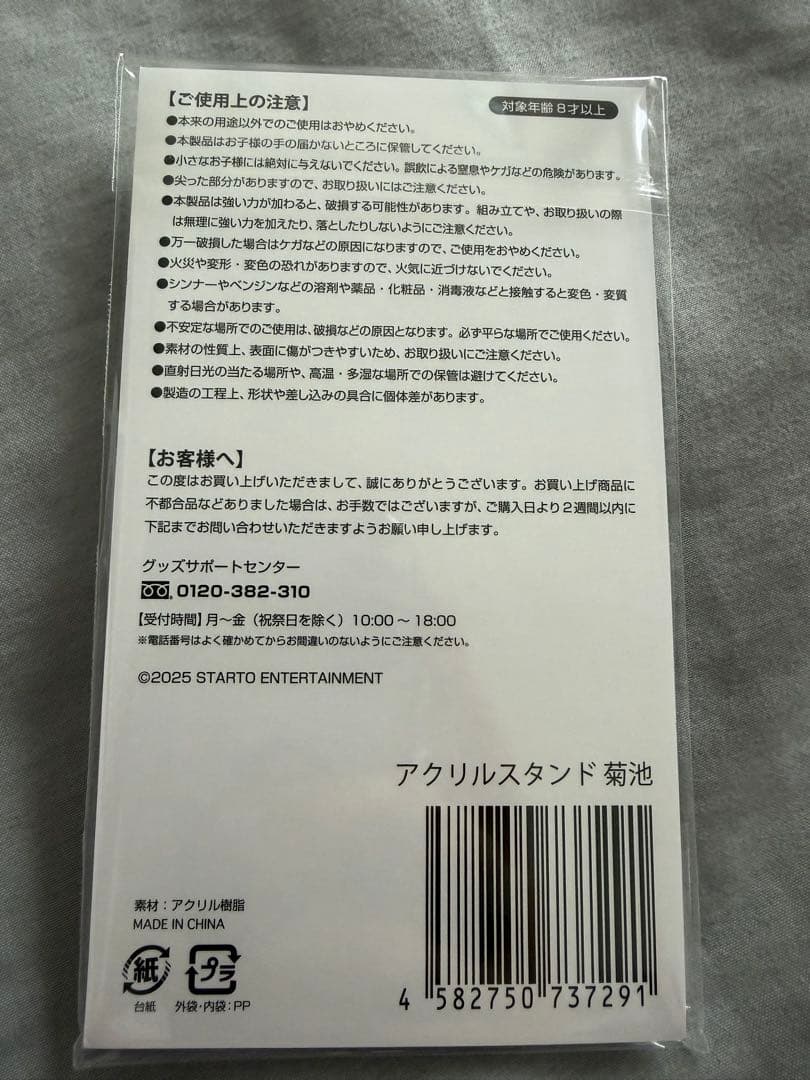 【ご使用上の注意】
対象年齢 8才以上
●本来の用途以外でのご使用はおやめください。
●本製品はお子様の手の届かないところに保管してください。
●小さなお子様には絶対に与えないでください。誤飲による窒息やケガなどの危険があります。
●尖った部分がありますので、お取り扱いにはご注意ください。
●本製品は強い力が加わると、破損する可能性があります。組み立てや、お取り扱いの際
は無理に強い力を加えたり、落としたりしないようにご注意ください。
●万一破損した場合はケガなどの原因になりますので、ご使用をおやめください。
●火災や変形・変色の恐れがありますので、火気に近づけないでください。
●シンナーやベンジンなどの溶剤や薬品・化粧品・消毒液などと接触すると変色・変質
する場合があります。
●不安定な場所でのご使用は、破損などの原因となります。必ず平らな場所でご使用ください。
●素材の性質上、表面に傷がつきやすいため、お取り扱いにご注意ください。
●直射日光の当たる場所や、高温・多湿な場所での保管は避けてください。
●製造の工程上、形状や差し込みの具合に個体差があります。
【お客様へ】
この度はお買い上げいただきまして、誠にありがとうございます。お買い上げ商品に
不都合品などありました場合は、お手数ではございますが、ご購入日より2週間以内に
下記までお問い合わせいただきますようお願い申し上げます。
グッズサポートセンター
0120-382-310
【受付時間】月～金（祝祭日を除く）10:00 ～ 18:00
※電話番号はよく確かめてからお間違いのないようにご注意ください。
©2025 STARTO ENTERTAINMENT
アクリルスタンド 菊池
素材：アクリル樹脂
MADE IN CHINA
紙
プラ
台紙
外袋・内袋：PP
4 582750 737291